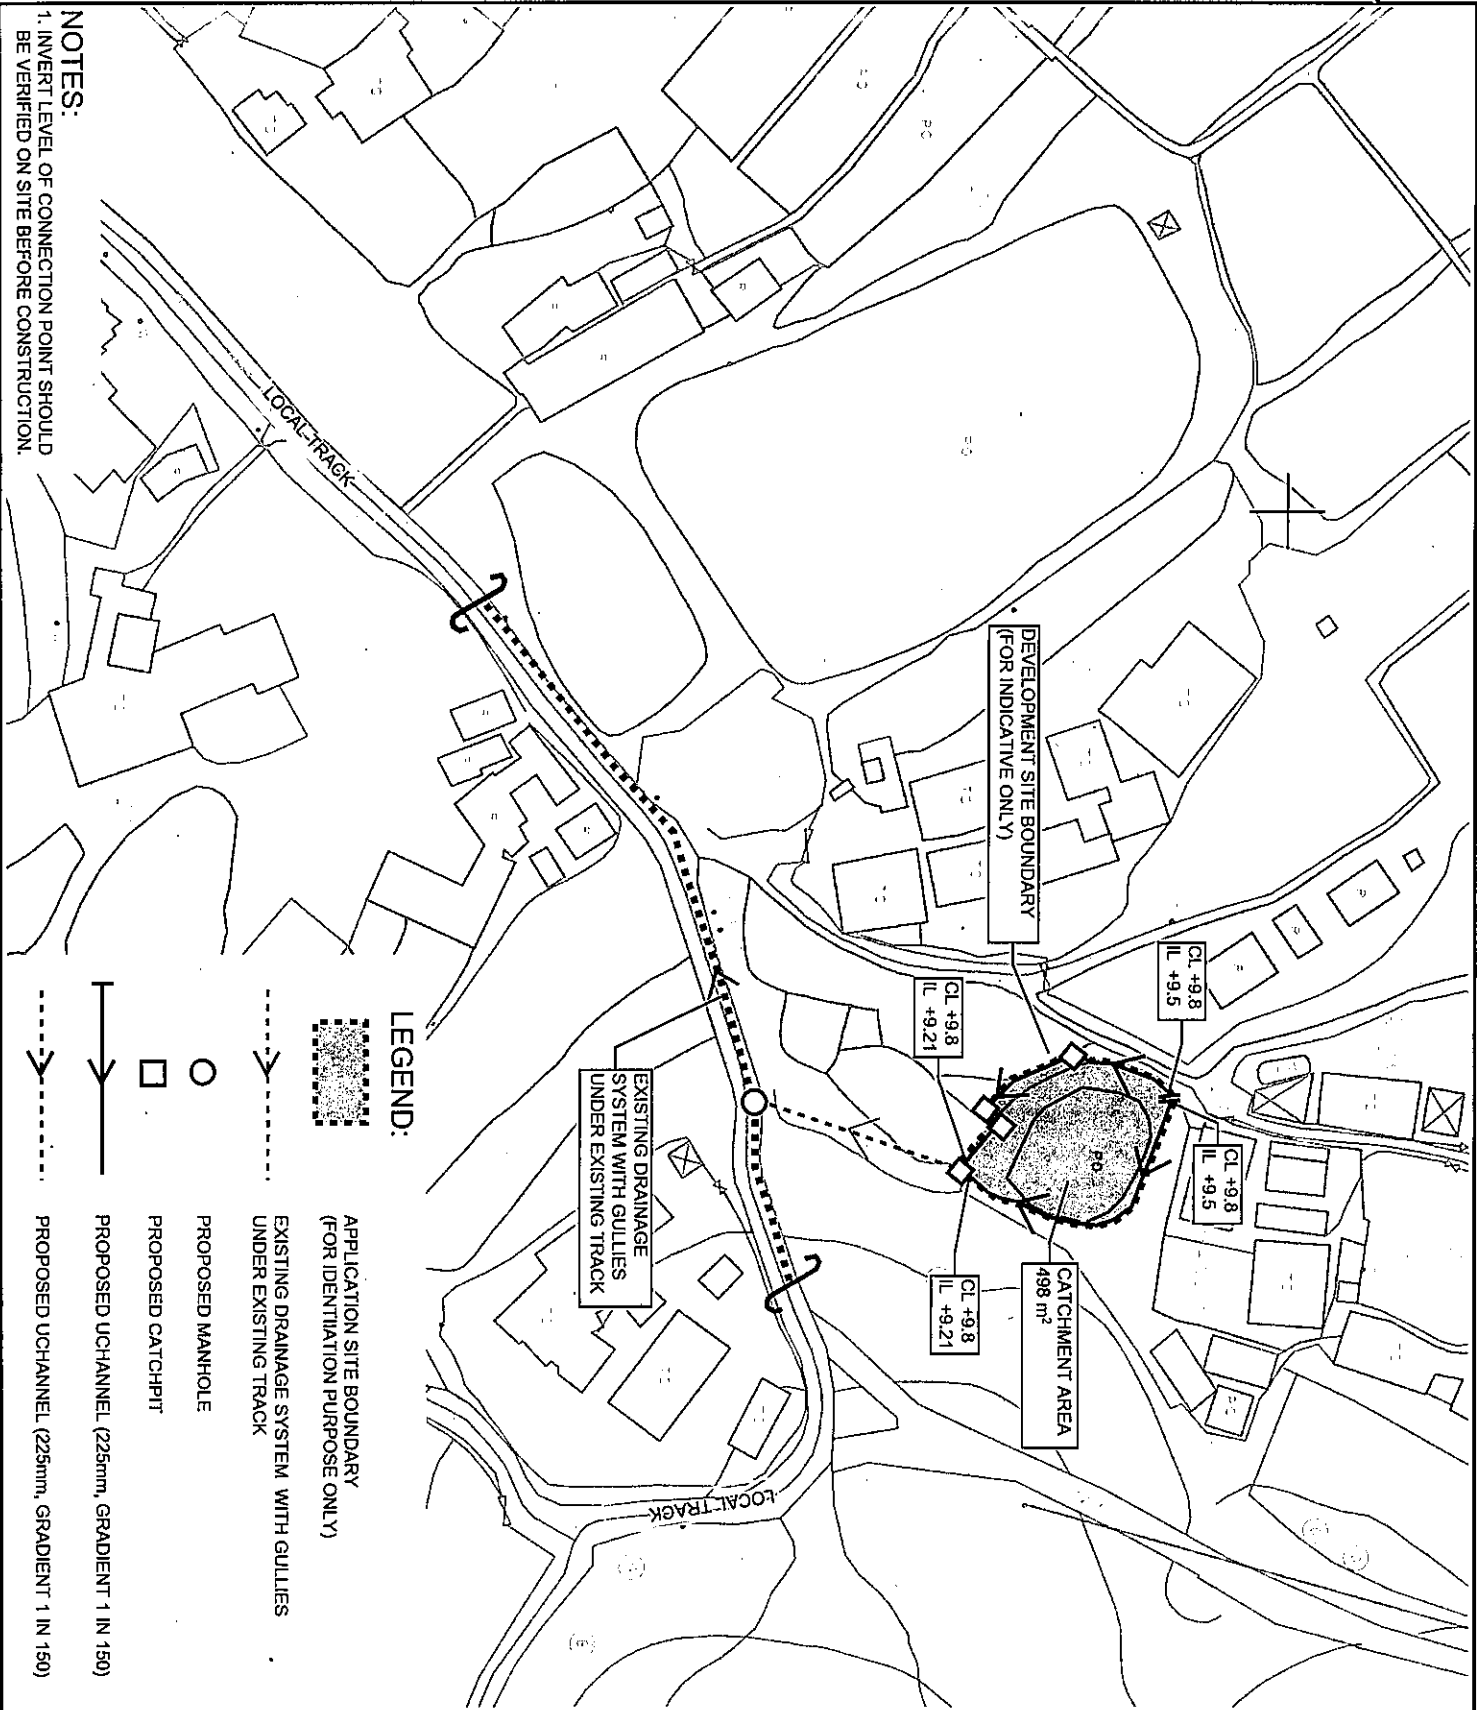 DEVELOPMENT SITE BOUNDARY
(FOR INDICATIVE ONLY)
CL +9.8
IL +9.5
CL +9.8
IL +9.5
CL +9.8
IL +9.21
CL +9.8
IL +9.21
CATCHMENT AREA
498 m²
PO
PO
PO
LOCAL TRACK
LOCAL TRACK
EXISTING DRAINAGE
SYSTEM WITH GULLIES
UNDER EXISTING TRACK
LEGEND:
APPLICATION SITE BOUNDARY
(FOR IDENTIATION PURPOSE ONLY)
EXISTING DRAINAGE SYSTEM WITH GULLIES
UNDER EXISTING TRACK
PROPOSED MANHOLE
PROPOSED CATCHPIT
PROPOSED UCHANNEL (225mm, GRADIENT 1 IN 150)
PROPOSED UCHANNEL (225mm, GRADIENT 1 IN 150)
NOTES:
1. INVERT LEVEL OF CONNECTION POINT SHOULD
BE VERIFIED ON SITE BEFORE CONSTRUCTION.